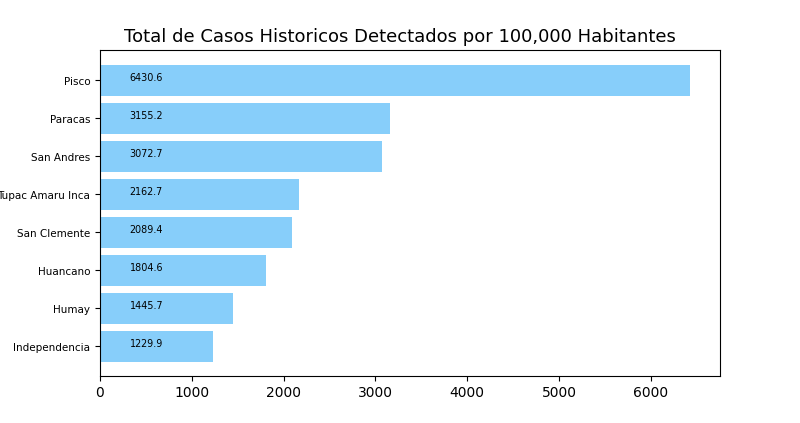 Total de Casos Historicos Detectados por 100,000 Habitantes
Pisco 6430.6
Paracas 3155.2
San Andres 3072.7
Tupac Amaru Inca 2162.7
San Clemente 2089.4
Huancano 1804.6
Humay 1445.7
Independencia 1229.9
0 1000 2000 3000 4000 5000 6000